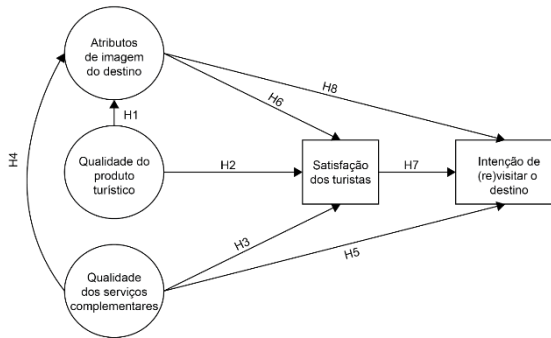 Atributos
de imagem
do destino
H8
H6
H4
H1
Qualidade do
produto
turístico
H2
Satisfação
dos turistas
H7
Intenção de
(re)visitar o
destino
H3
H5
Qualidade
dos serviços
complementares